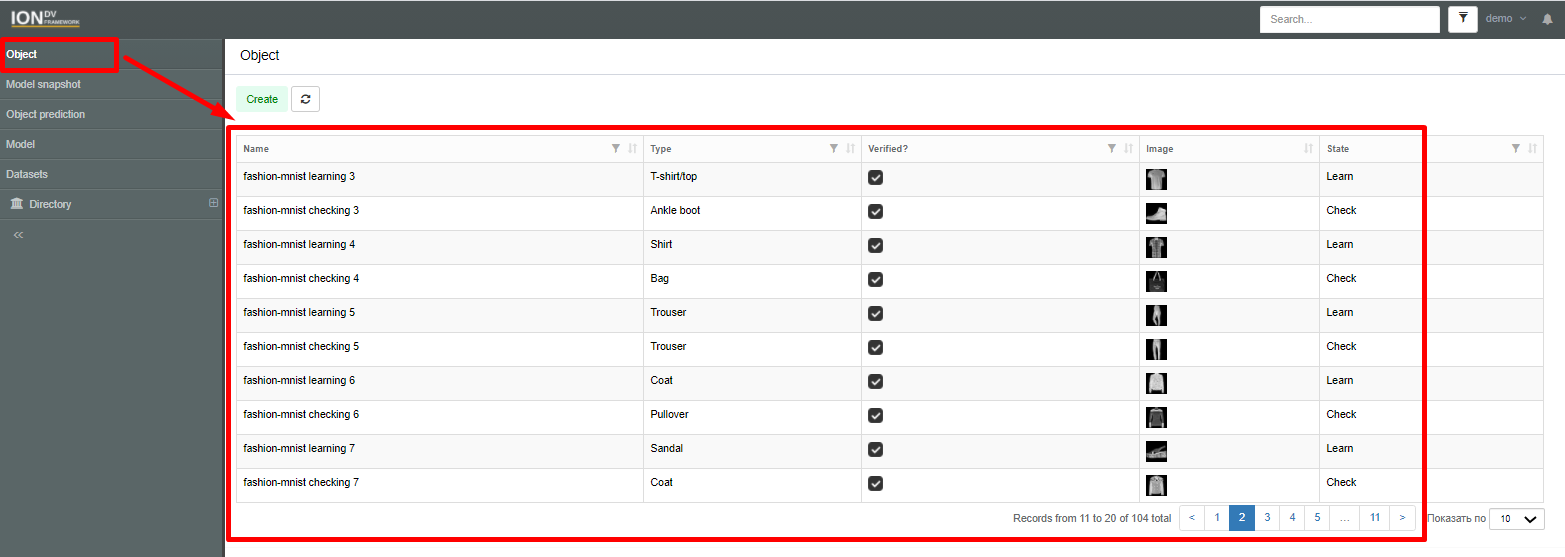 ION DV FRAMEWORK
Search...
demo
Object
Model snapshot
Object prediction
Model
Datasets
Directory
Object
Create
Name Type Verified? Image State
fashion-mnist learning 3 T-shirt/top Learn
fashion-mnist checking 3 Ankle boot Check
fashion-mnist learning 4 Shirt Learn
fashion-mnist checking 4 Bag Check
fashion-mnist learning 5 Trouser Learn
fashion-mnist checking 5 Trouser Check
fashion-mnist learning 6 Coat Learn
fashion-mnist checking 6 Pullover Check
fashion-mnist learning 7 Sandal Learn
fashion-mnist checking 7 Coat Check
Records from 11 to 20 of 104 total < 1 2 3 4 5 ... 11 > Показать по 10